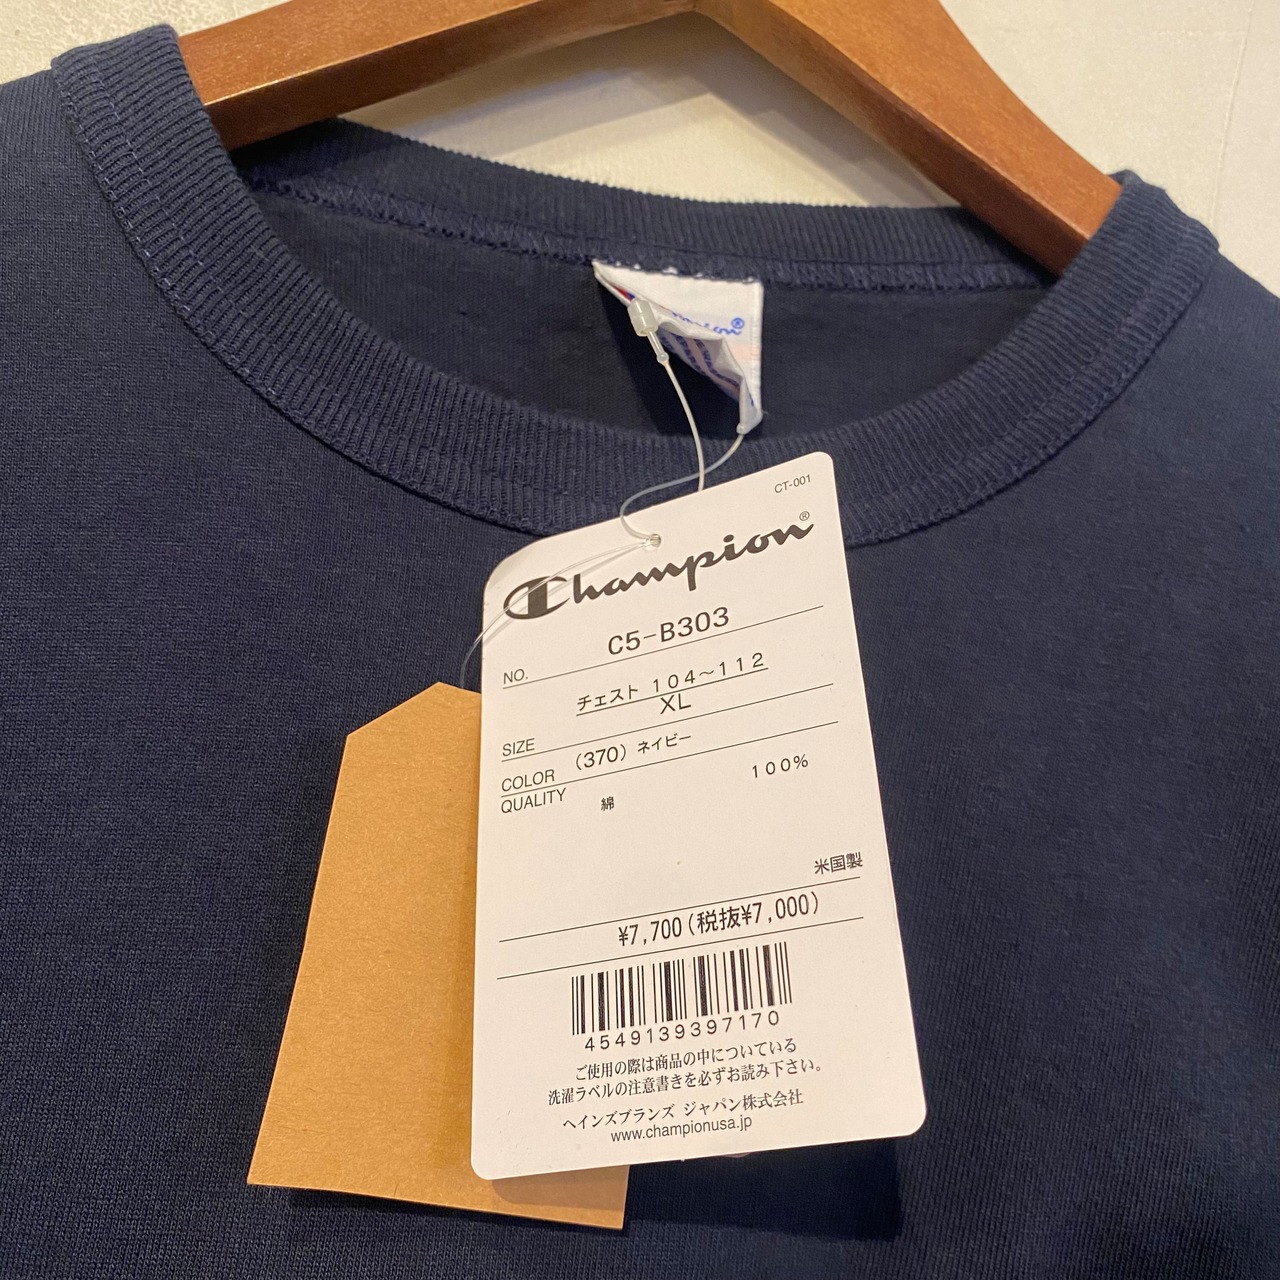 CT-001
Champion®
NO. C5-B303
チェスト 104～112
SIZE XL
COLOR (370) ネイビー
QUALITY 綿 100%
米国製
¥7,700(税抜¥7,000)
4549139397170
ご使用の際は商品の中についている
洗濯ラベルの注意書きを必ずお読み下さい。
ヘインズブランズ ジャパン株式会社
www.championusa.jp